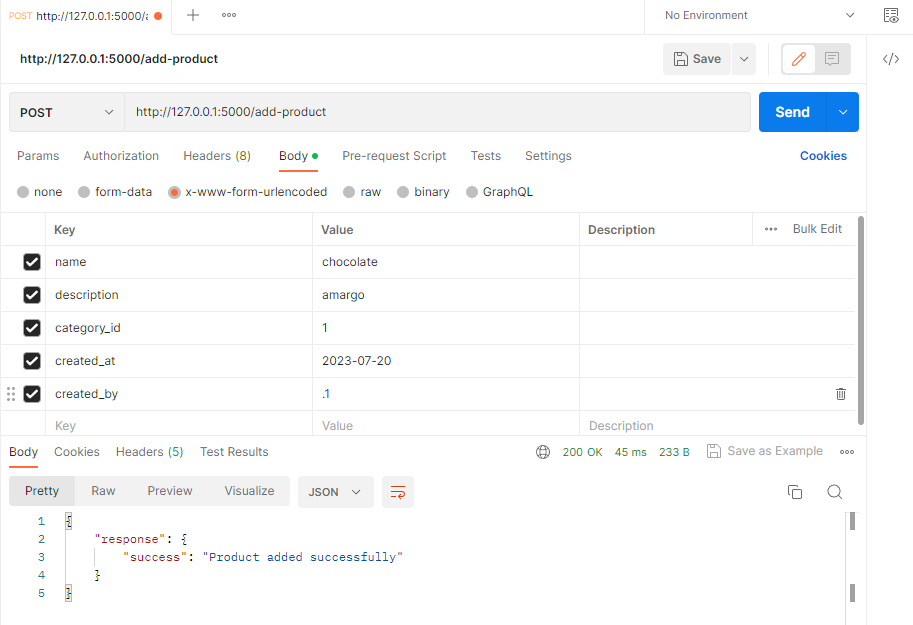 POST http://127.0.0.1:5000/a
No Environment
http://127.0.0.1:5000/add-product
Save
POST http://127.0.0.1:5000/add-product
Send
Params Authorization Headers (8) Body Pre-request Script Tests Settings Cookies
none form-data x-www-form-urlencoded raw binary GraphQL
Key Value Description Bulk Edit
name chocolate
description amargo
category_id 1
created_at 2023-07-20
created_by .1
Key Value Description
Body Cookies Headers (5) Test Results 200 OK 45 ms 233 B Save as Example
Pretty Raw Preview Visualize JSON
1 {
2 "response": {
3 "success": "Product added successfully"
4 }
5 }